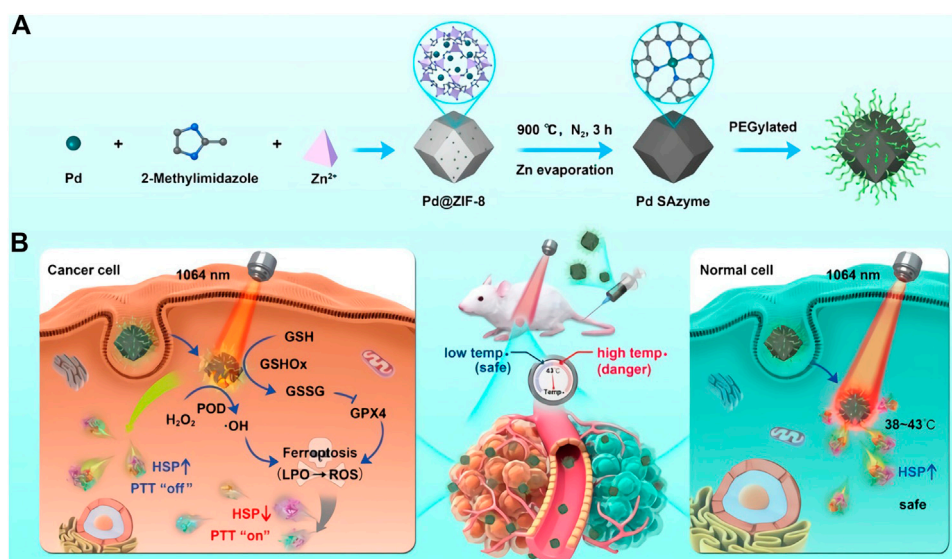 A
Pd
+
2-Methylimidazole
+
Zn²⁺
Pd@ZIF-8
900 ℃, N₂, 3 h
Zn evaporation
Pd SAzyme
PEGylated
B
Cancer cell
1064 nm
GSH
GSHOx
GSSG
GPX4
H₂O₂
POD
·OH
Ferroptosis
(LPO→ROS)
HSP↑
PTT “off”
HSP↓
PTT “on”
low temp.
(safe)
high temp.
(danger)
43℃
Temp.
Normal cell
1064 nm
38~43℃
HSP↑
safe